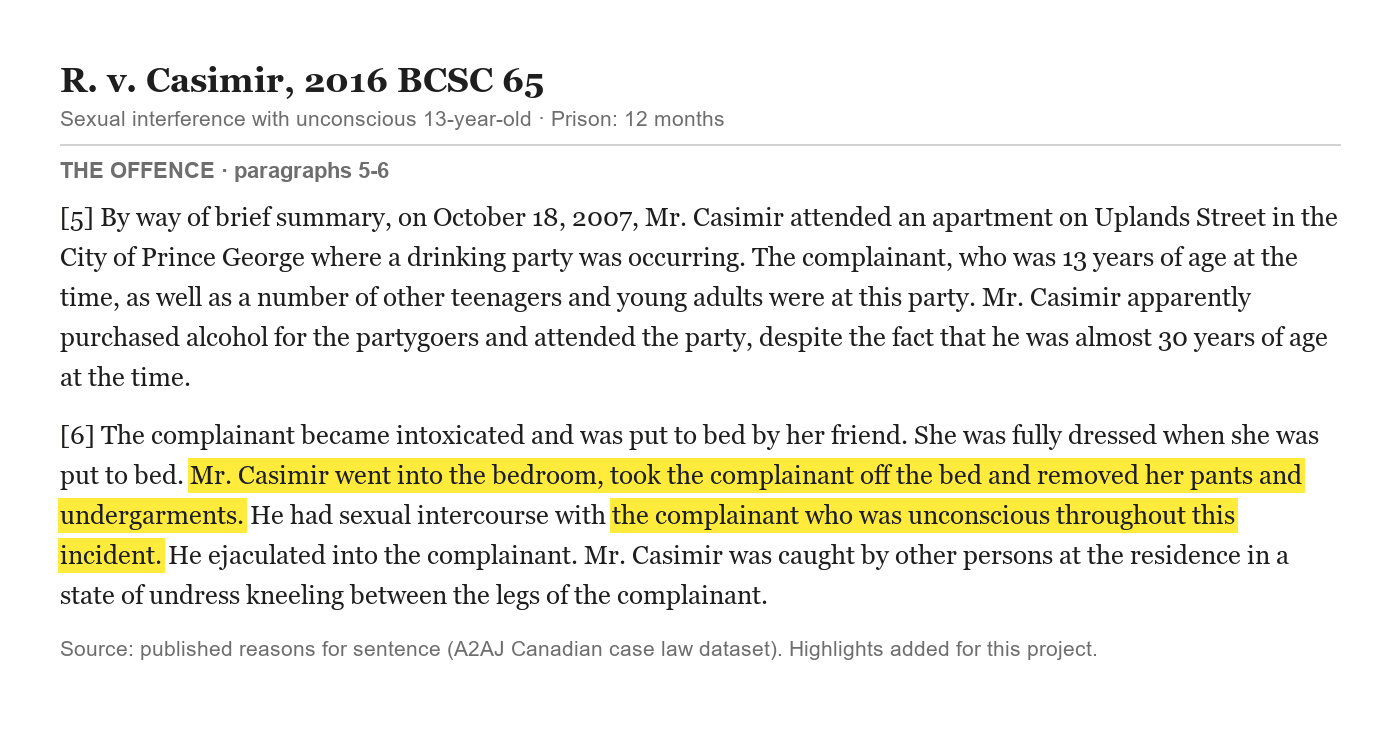 R. v. Casimir, 2016 BCSC 65
Sexual interference with unconscious 13-year-old · Prison: 12 months
THE OFFENCE · paragraphs 5-6
[5] By way of brief summary, on October 18, 2007, Mr. Casimir attended an apartment on Uplands Street in the
City of Prince George where a drinking party was occurring. The complainant, who was 13 years of age at the
time, as well as a number of other teenagers and young adults were at this party. Mr. Casimir apparently
purchased alcohol for the partygoers and attended the party, despite the fact that he was almost 30 years of age
at the time.
[6] The complainant became intoxicated and was put to bed by her friend. She was fully dressed when she was
put to bed. Mr. Casimir went into the bedroom, took the complainant off the bed and removed her pants and
undergarments. He had sexual intercourse with the complainant who was unconscious throughout this
incident. He ejaculated into the complainant. Mr. Casimir was caught by other persons at the residence in a
state of undress kneeling between the legs of the complainant.
Source: published reasons for sentence (A2AJ Canadian case law dataset). Highlights added for this project.